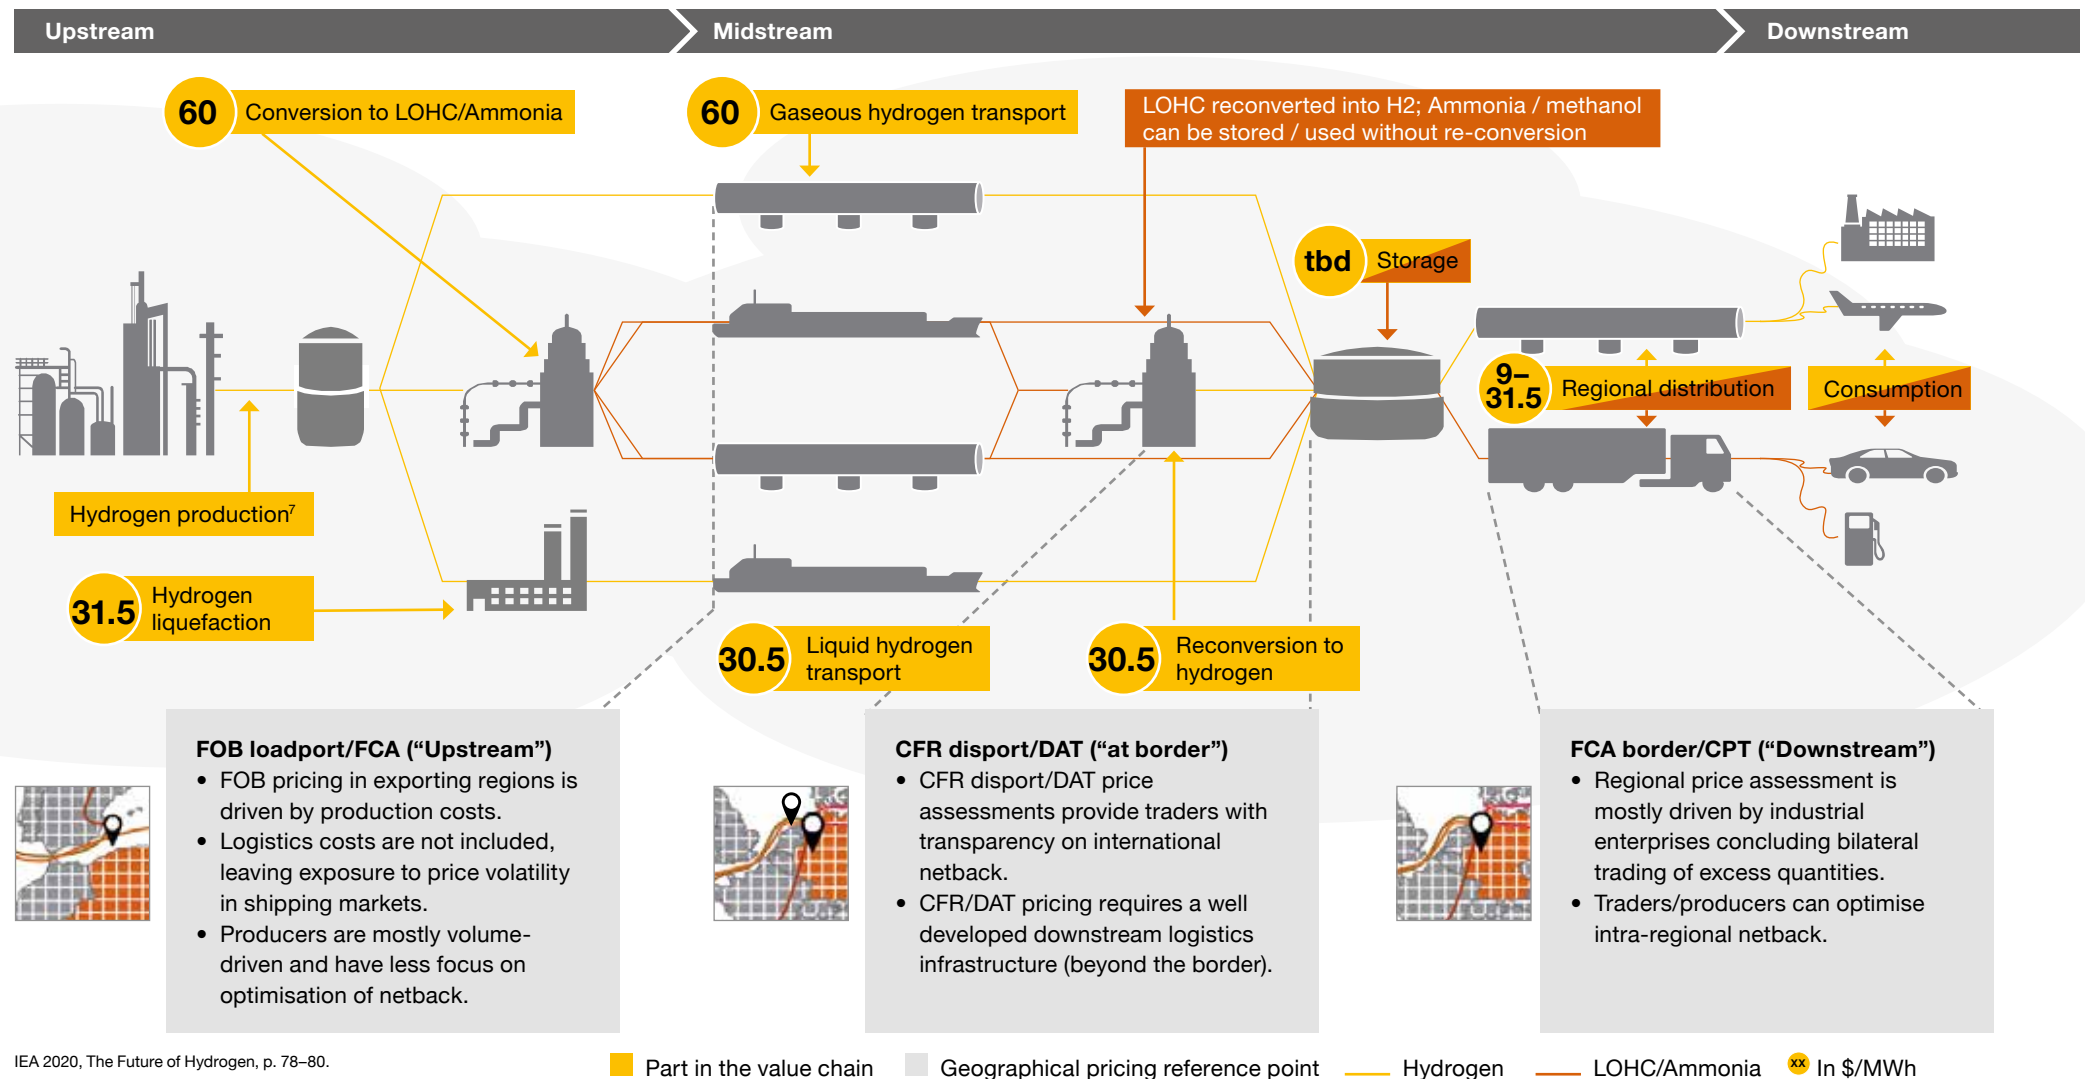 Upstream
Midstream
Downstream
60
Conversion to LOHC/Ammonia
60
Gaseous hydrogen transport
LOHC reconverted into H2; Ammonia / methanol
can be stored / used without re-conversion
tbd
Storage
9–
31.5
Regional distribution
Consumption
Hydrogen production⁷
31.5
Hydrogen
liquefaction
30.5
Liquid hydrogen
transport
30.5
Reconversion to
hydrogen
FOB loadport/FCA (“Upstream”)
• FOB pricing in exporting regions is
driven by production costs.
• Logistics costs are not included,
leaving exposure to price volatility
in shipping markets.
• Producers are mostly volume-
driven and have less focus on
optimisation of netback.
CFR disport/DAT (“at border”)
• CFR disport/DAT price
assessments provide traders with
transparency on international
netback.
• CFR/DAT pricing requires a well
developed downstream logistics
infrastructure (beyond the border).
FCA border/CPT (“Downstream”)
• Regional price assessment is
mostly driven by industrial
enterprises concluding bilateral
trading of excess quantities.
• Traders/producers can optimise
intra-regional netback.
IEA 2020, The Future of Hydrogen, p. 78–80.
Part in the value chain
Geographical pricing reference point
Hydrogen
LOHC/Ammonia
xx
In $/MWh